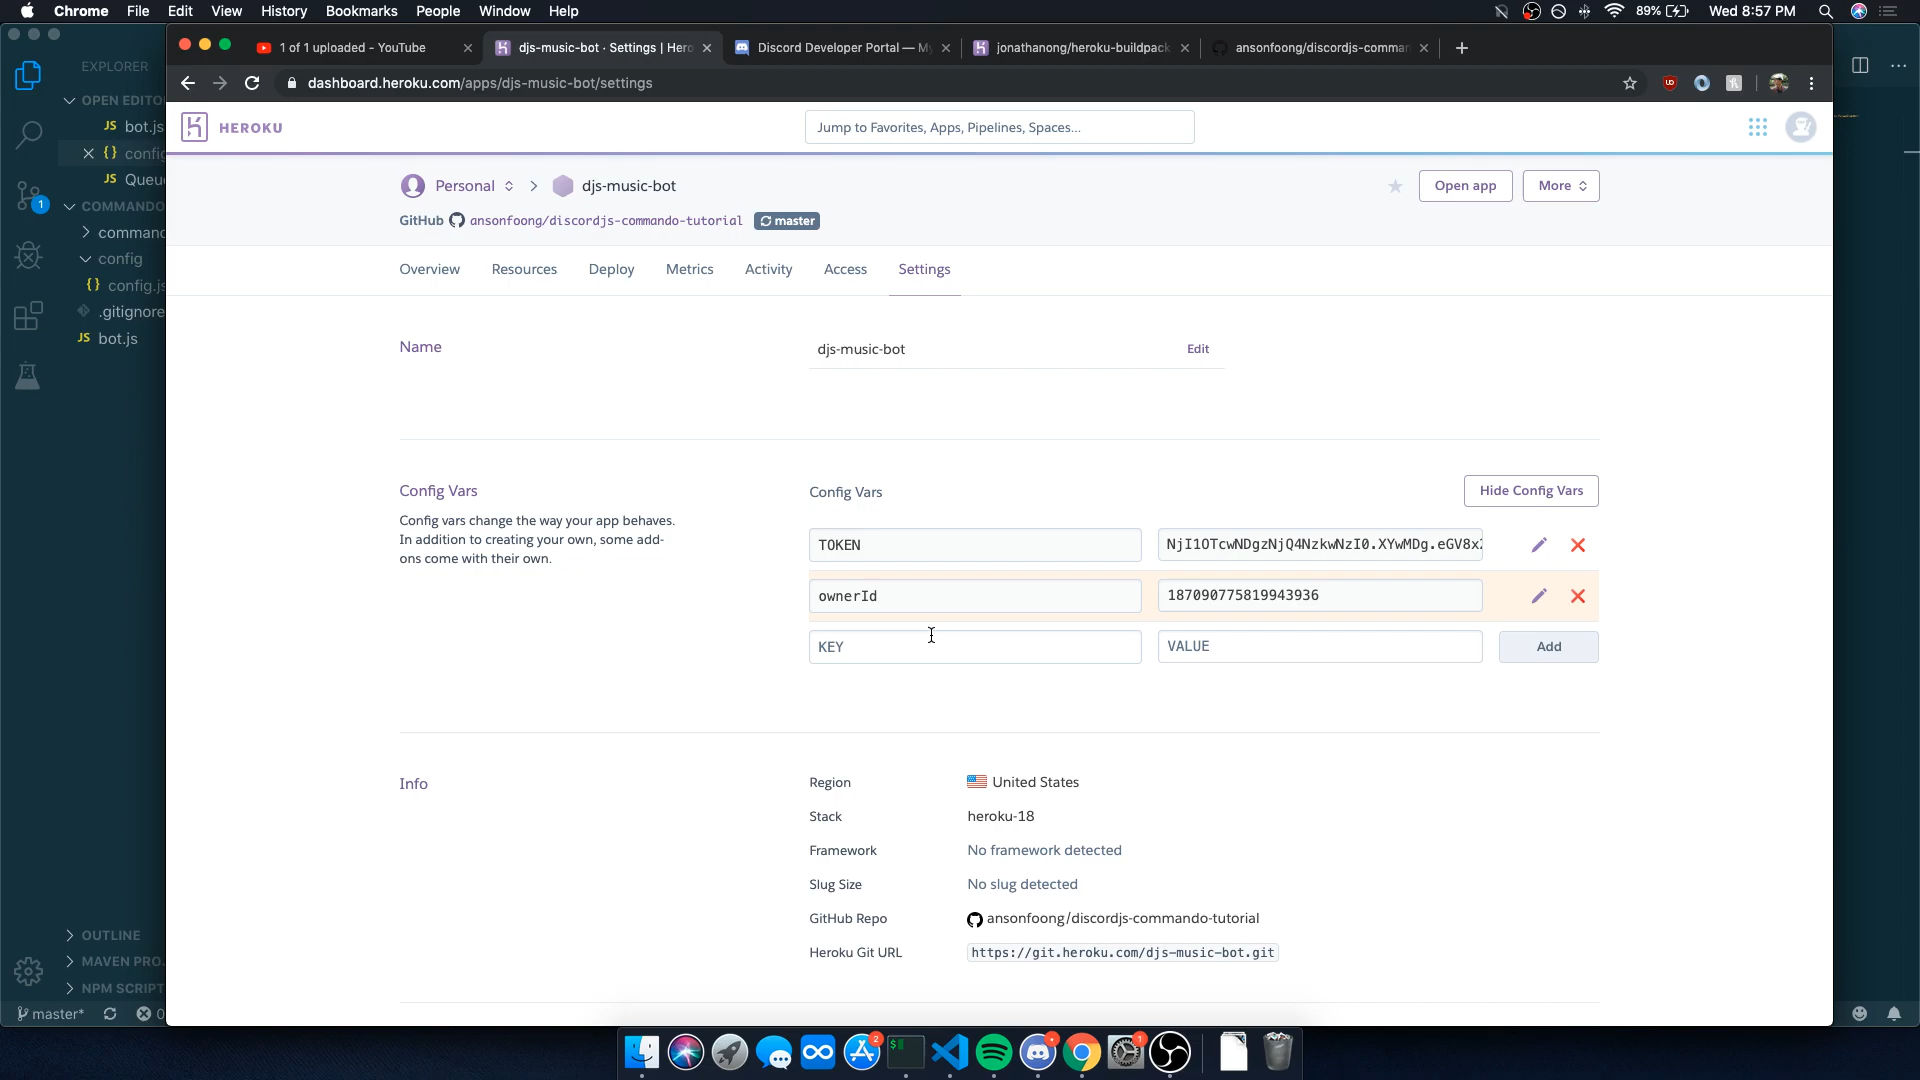 Chrome File Edit View History Bookmarks People Window Help 89% Wed 8:57 PM
1 of 1 uploaded - YouTube
djs-music-bot · Settings | Hero
Discord Developer Portal — My
jonathanong/heroku-buildpack
ansonfoong/discordjs-comman
dashboard.heroku.com/apps/djs-music-bot/settings
EXPLORER
OPEN EDITO
JS bot.js
{} config
JS Queu
COMMANDO
command
config
{} config.js
.gitignore
JS bot.js
OUTLINE
MAVEN PRO
NPM SCRIPT
master* 0
1
HEROKU
Jump to Favorites, Apps, Pipelines, Spaces...
Personal > djs-music-bot
Open app
More
GitHub ansonfoong/discordjs-commando-tutorial master
Overview Resources Deploy Metrics Activity Access Settings
Name
djs-music-bot
Edit
Config Vars
Config vars change the way your app behaves.
In addition to creating your own, some add-
ons come with their own.
Config Vars
Hide Config Vars
TOKEN NjI1OTcwNDgzNjQ4NzkwNzI0.XYwMDg.eGV8x
ownerId 187090775819943936
KEY VALUE Add
Info
Region United States
Stack heroku-18
Framework No framework detected
Slug Size No slug detected
GitHub Repo ansonfoong/discordjs-commando-tutorial
Heroku Git URL https://git.heroku.com/djs-music-bot.git
2
1